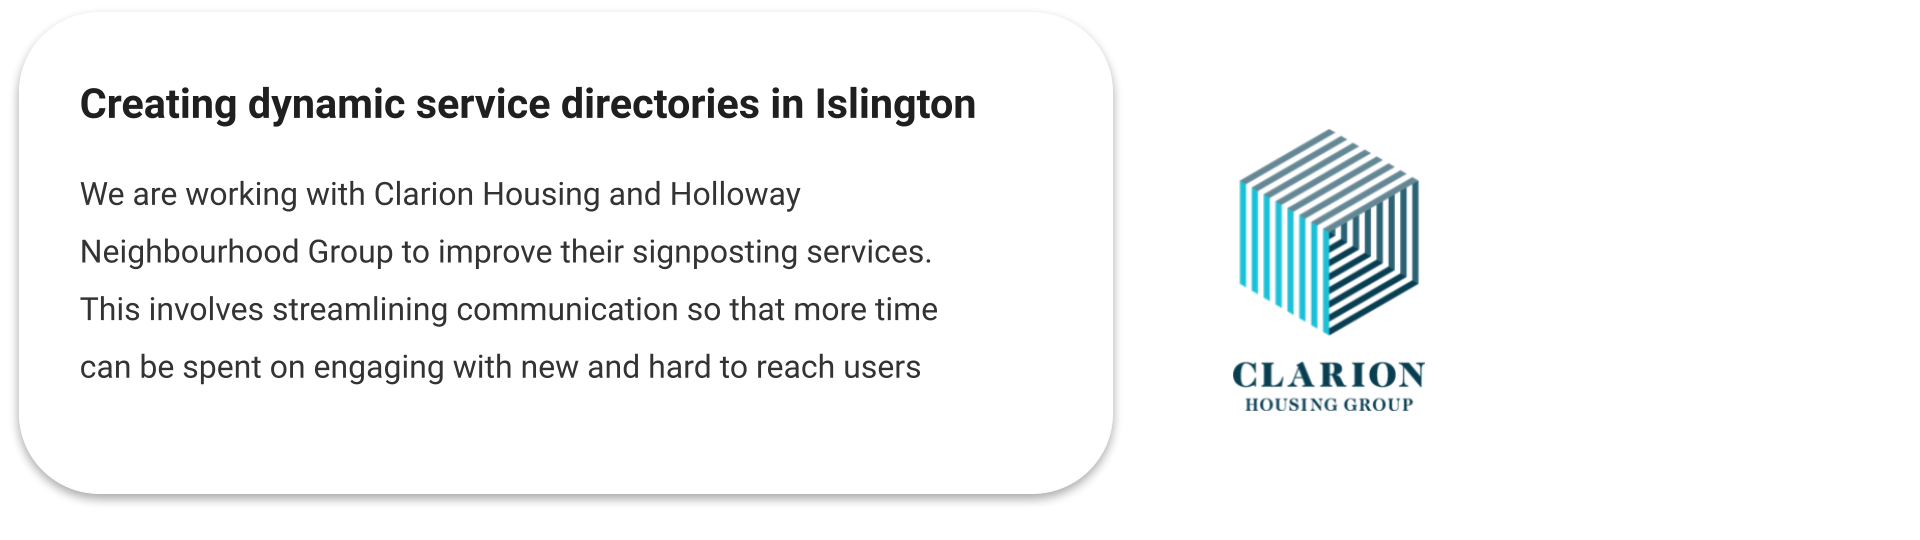 Creating dynamic service directories in Islington
We are working with Clarion Housing and Holloway
Neighbourhood Group to improve their signposting services.
This involves streamlining communication so that more time
can be spent on engaging with new and hard to reach users
CLARION
HOUSING GROUP